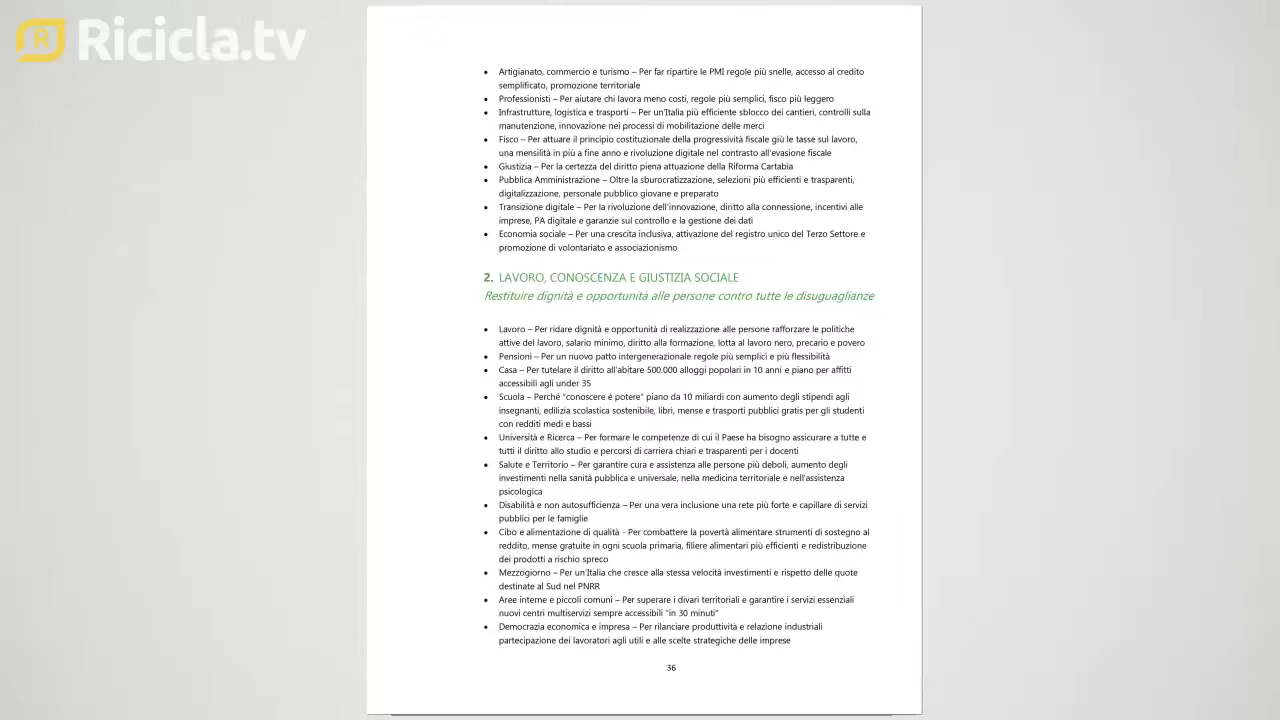 Ricicla.tv
• Artigianato, commercio e turismo – Per far ripartire le PMI regole più snelle, accesso al credito
semplificato, promozione territoriale
• Professionisti – Per aiutare chi lavora meno costi, regole più semplici, fisco più leggero
• Infrastrutture, logistica e trasporti – Per un'Italia più efficiente sblocco dei cantieri, controlli sulla
manutenzione, innovazione nei processi di mobilitazione delle merci
• Fisco – Per attuare il principio costituzionale della progressività fiscale giù le tasse sul lavoro,
una mensilità in più a fine anno e rivoluzione digitale nel contrasto all'evasione fiscale
• Giustizia – Per la certezza del diritto piena attuazione della Riforma Cartabia
• Pubblica Amministrazione – Oltre la sburocratizzazione, selezioni più efficienti e trasparenti,
digitalizzazione, personale pubblico giovane e preparato
• Transizione digitale – Per la rivoluzione dell'innovazione, diritto alla connessione, incentivi alle
imprese, PA digitale e garanzie sul controllo e la gestione dei dati
• Economia sociale – Per una crescita inclusiva, attivazione del registro unico del Terzo Settore e
promozione di volontariato e associazionismo
2. LAVORO, CONOSCENZA E GIUSTIZIA SOCIALE
Restituire dignità e opportunità alle persone contro tutte le disuguaglianze
• Lavoro – Per ridare dignità e opportunità di realizzazione alle persone rafforzare le politiche
attive del lavoro, salario minimo, diritto alla formazione, lotta al lavoro nero, precario e povero
• Pensioni – Per un nuovo patto intergenerazionale regole più semplici e più flessibilità
• Casa – Per tutelare il diritto all'abitare 500.000 alloggi popolari in 10 anni e piano per affitti
accessibili agli under 35
• Scuola – Perché "conoscere è potere" piano da 10 miliardi con aumento degli stipendi agli
insegnanti, edilizia scolastica sostenibile, libri, mense e trasporti pubblici gratis per gli studenti
con redditi medi e bassi
• Università e Ricerca – Per formare le competenze di cui il Paese ha bisogno assicurare a tutte e
tutti il diritto allo studio e percorsi di carriera chiari e trasparenti per i docenti
• Salute e Territorio – Per garantire cura e assistenza alle persone più deboli, aumento degli
investimenti nella sanità pubblica e universale, nella medicina territoriale e nell'assistenza
psicologica
• Disabilità e non autosufficienza – Per una vera inclusione una rete più forte e capillare di servizi
pubblici per le famiglie
• Cibo e alimentazione di qualità - Per combattere la povertà alimentare strumenti di sostegno al
reddito, mense gratuite in ogni scuola primaria, filiere alimentari più efficienti e redistribuzione
dei prodotti a rischio spreco
• Mezzogiorno – Per un'Italia che cresce alla stessa velocità investimenti e rispetto delle quote
destinate al Sud nel PNRR
• Aree interne e piccoli comuni – Per superare i divari territoriali e garantire i servizi essenziali
nuovi centri multiservizi sempre accessibili "in 30 minuti"
• Democrazia economica e impresa – Per rilanciare produttività e relazione industriali
partecipazione dei lavoratori agli utili e alle scelte strategiche delle imprese
36